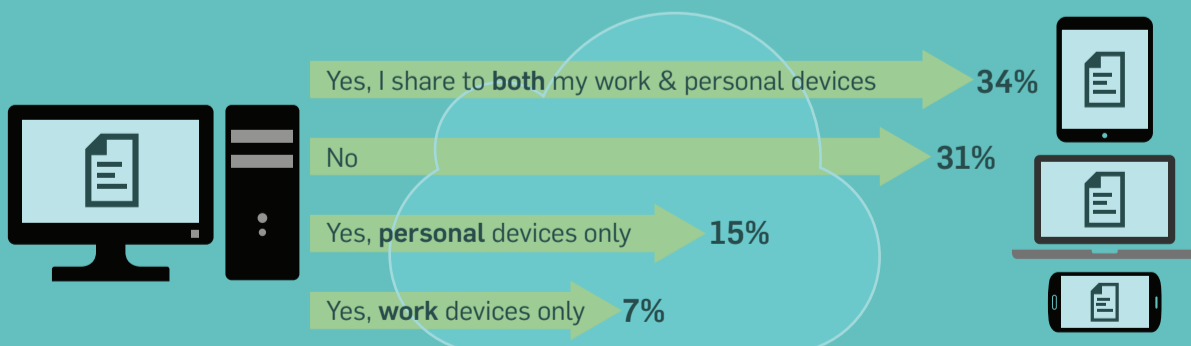 Yes, I share to both my work & personal devices 34%
No 31%
Yes, personal devices only 15%
Yes, work devices only 7%